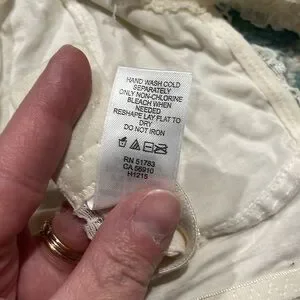 HAND WASH COLD
SEPARATELY
ONLY NON-CHLORINE
BLEACH WHEN
NEEDED
RESHAPE LAY FLAT TO
DRY
DO NOT IRON
RN 51783
CA 56910
H1215